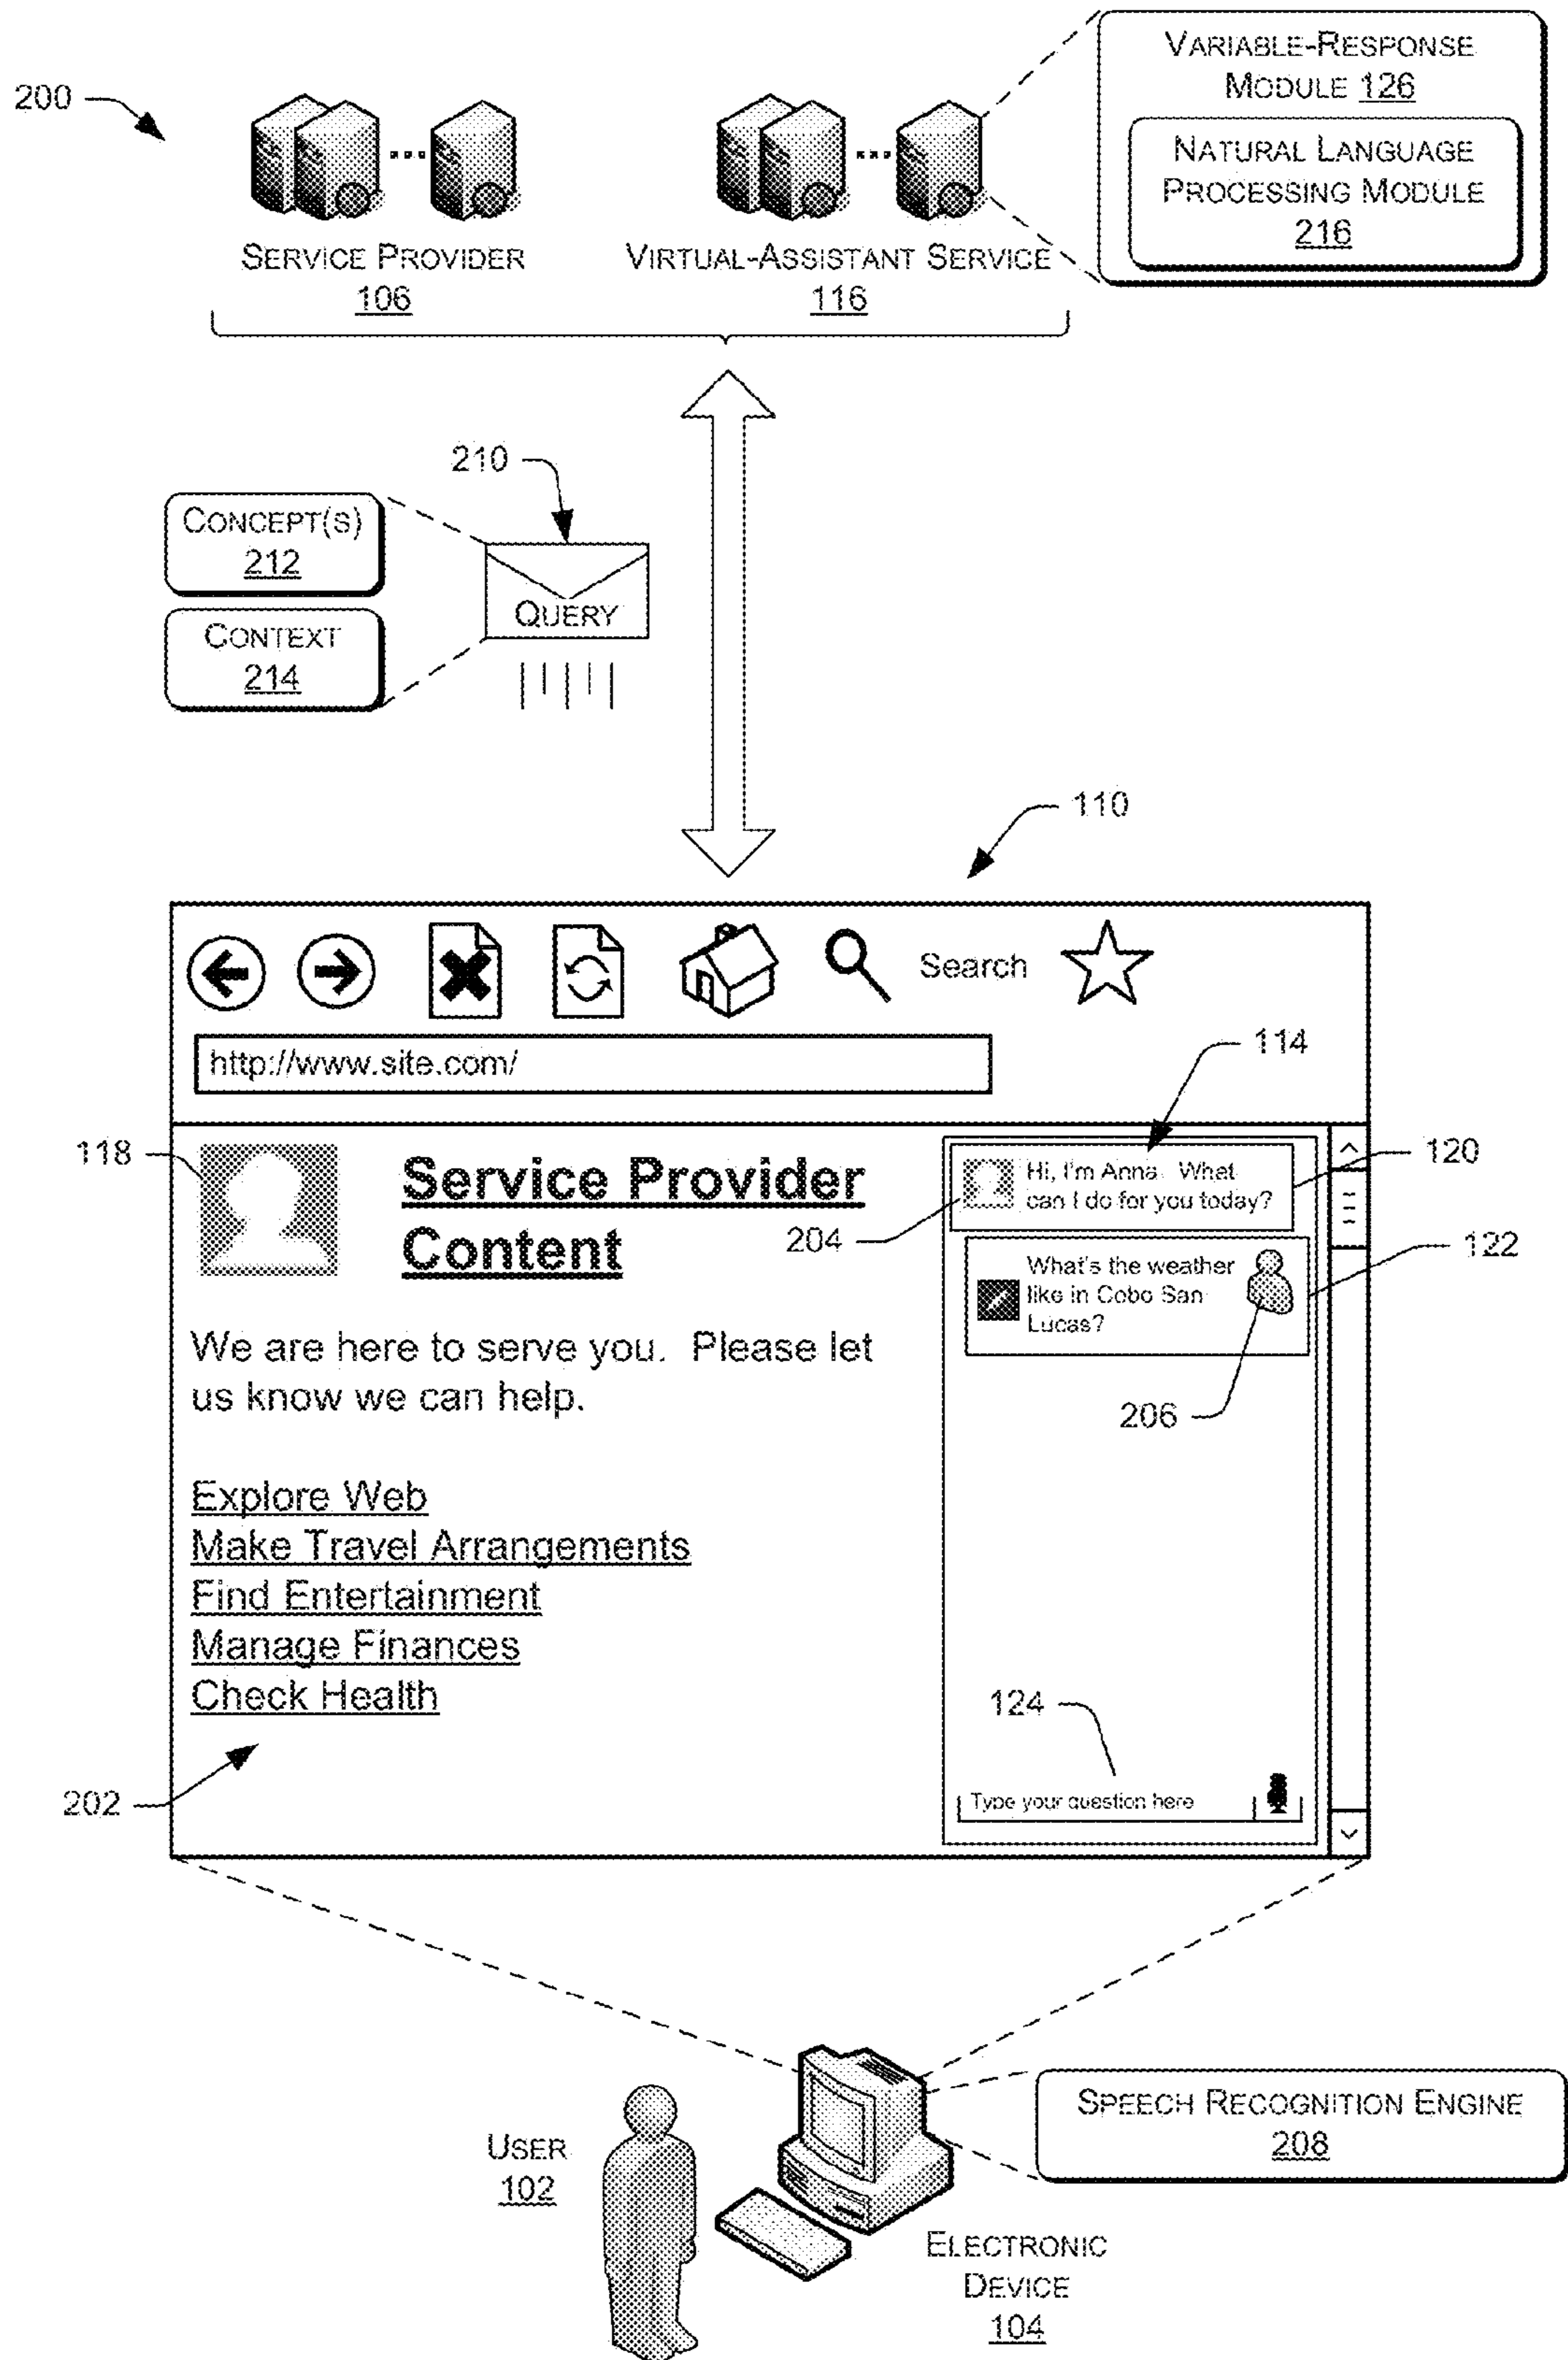 200
VARIABLE-RESPONSE
MODULE 126
NATURAL LANGUAGE
PROCESSING MODULE
216
SERVICE PROVIDER
106
VIRTUAL-ASSISTANT SERVICE
116
210
CONCEPT(S)
212
QUERY
CONTEXT
214
110
Search
http://www.site.com/
114
118
Service Provider
Content
Hi, I'm Anna. What
can I do for you today?
120
204
What's the weather
like in Cobo San
Lucas?
122
206
We are here to serve you. Please let
us know we can help.
Explore Web
Make Travel Arrangements
Find Entertainment
Manage Finances
Check Health
202
124
Type your question here
SPEECH RECOGNITION ENGINE
208
USER
102
ELECTRONIC
DEVICE
104